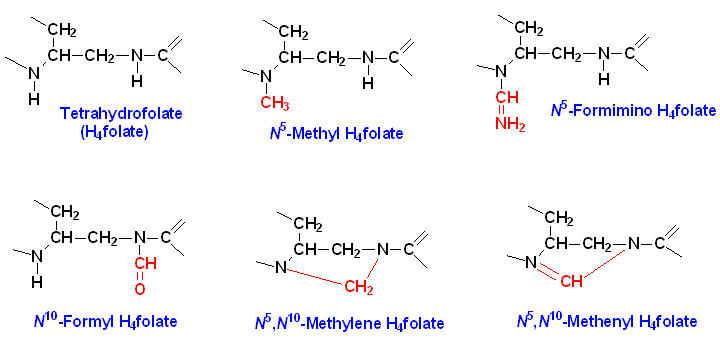 CH₂
CH–CH₂–N–C
N H
H
Tetrahydrofolate
(H₄folate)
CH₂
CH–CH₂–N–C
N H
CH₃
N⁵-Methyl H₄folate
CH₂
CH–CH₂–N–C
N H
CH
NH₂
N⁵-Formimino H₄folate
CH₂
CH–CH₂–N–C
N CH
H O
N¹⁰-Formyl H₄folate
CH₂
CH–CH₂–N–C
N
CH₂
N⁵,N¹⁰-Methylene H₄folate
CH₂
CH–CH₂–N–C
N
CH
N⁵,N¹⁰-Methenyl H₄folate